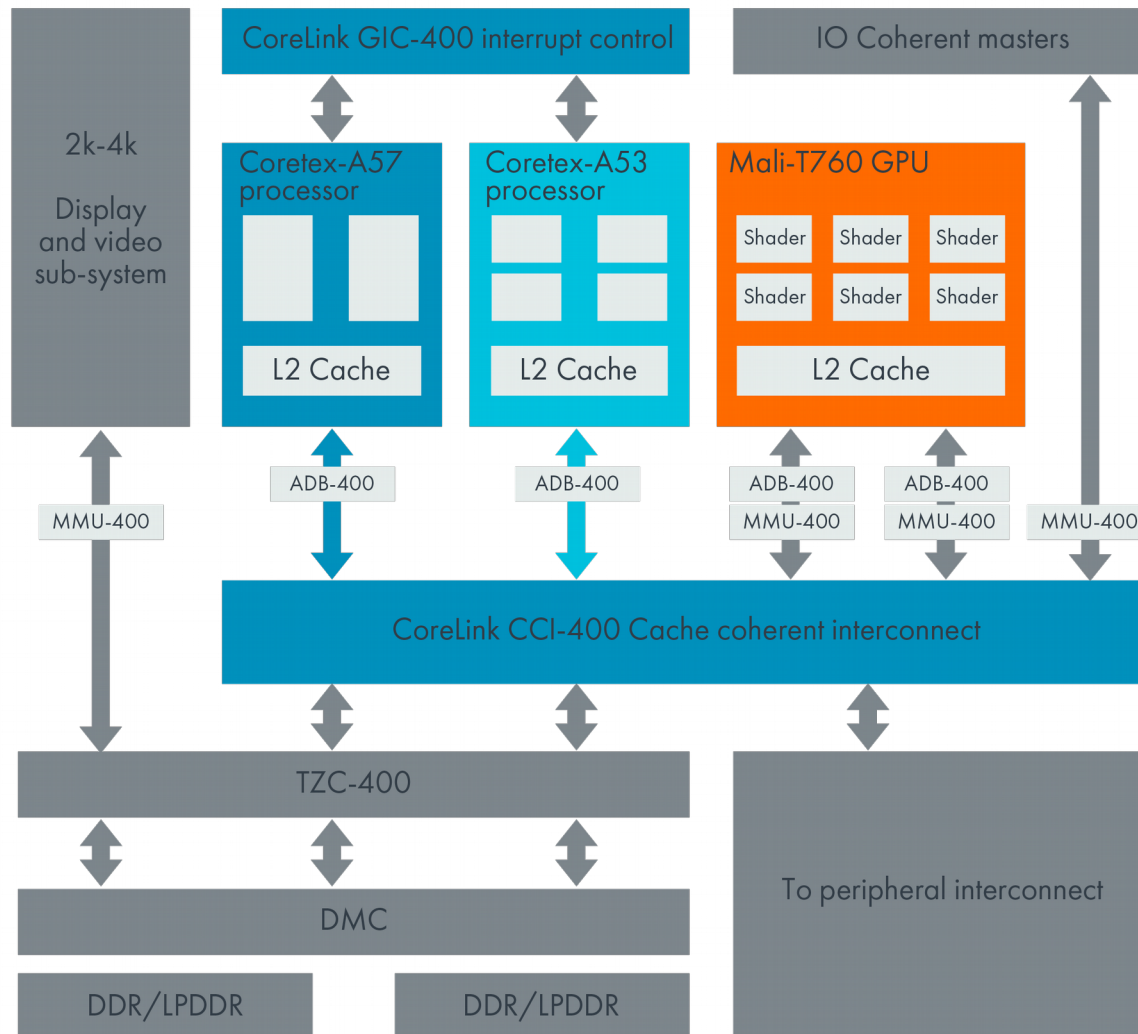 CoreLink GIC-400 interrupt control
IO Coherent masters
2k-4k
Display
and video
sub-system
Coretex-A57
processor
L2 Cache
Coretex-A53
processor
L2 Cache
Mali-T760 GPU
Shader
Shader
Shader
Shader
Shader
Shader
L2 Cache
MMU-400
ADB-400
ADB-400
ADB-400
MMU-400
ADB-400
MMU-400
MMU-400
CoreLink CCI-400 Cache coherent interconnect
TZC-400
DMC
DDR/LPDDR
DDR/LPDDR
To peripheral interconnect